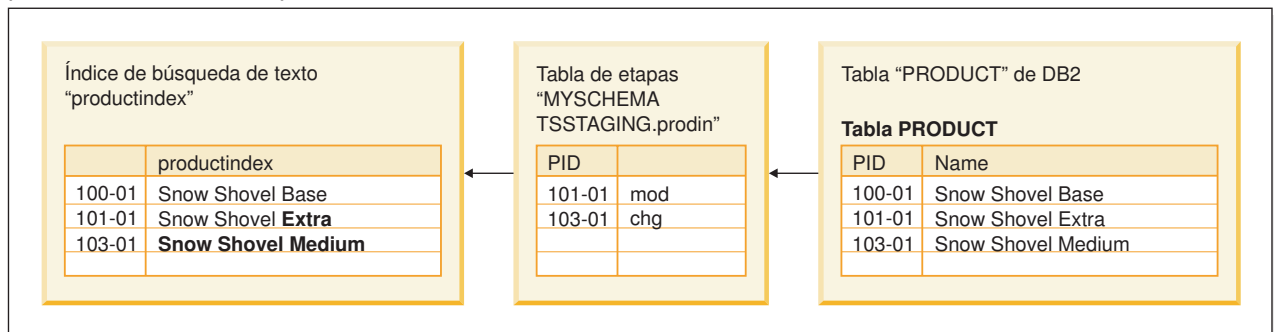 Índice de búsqueda de texto
“productindex”
productindex
100-01 Snow Shovel Base
101-01 Snow Shovel Extra
103-01 Snow Shovel Medium
Tabla de etapas
“MYSCHEMA
TSSTAGING.prodin”
PID
101-01 mod
103-01 chg
Tabla “PRODUCT” de DB2
Tabla PRODUCT
PID Name
100-01 Snow Shovel Base
101-01 Snow Shovel Extra
103-01 Snow Shovel Medium